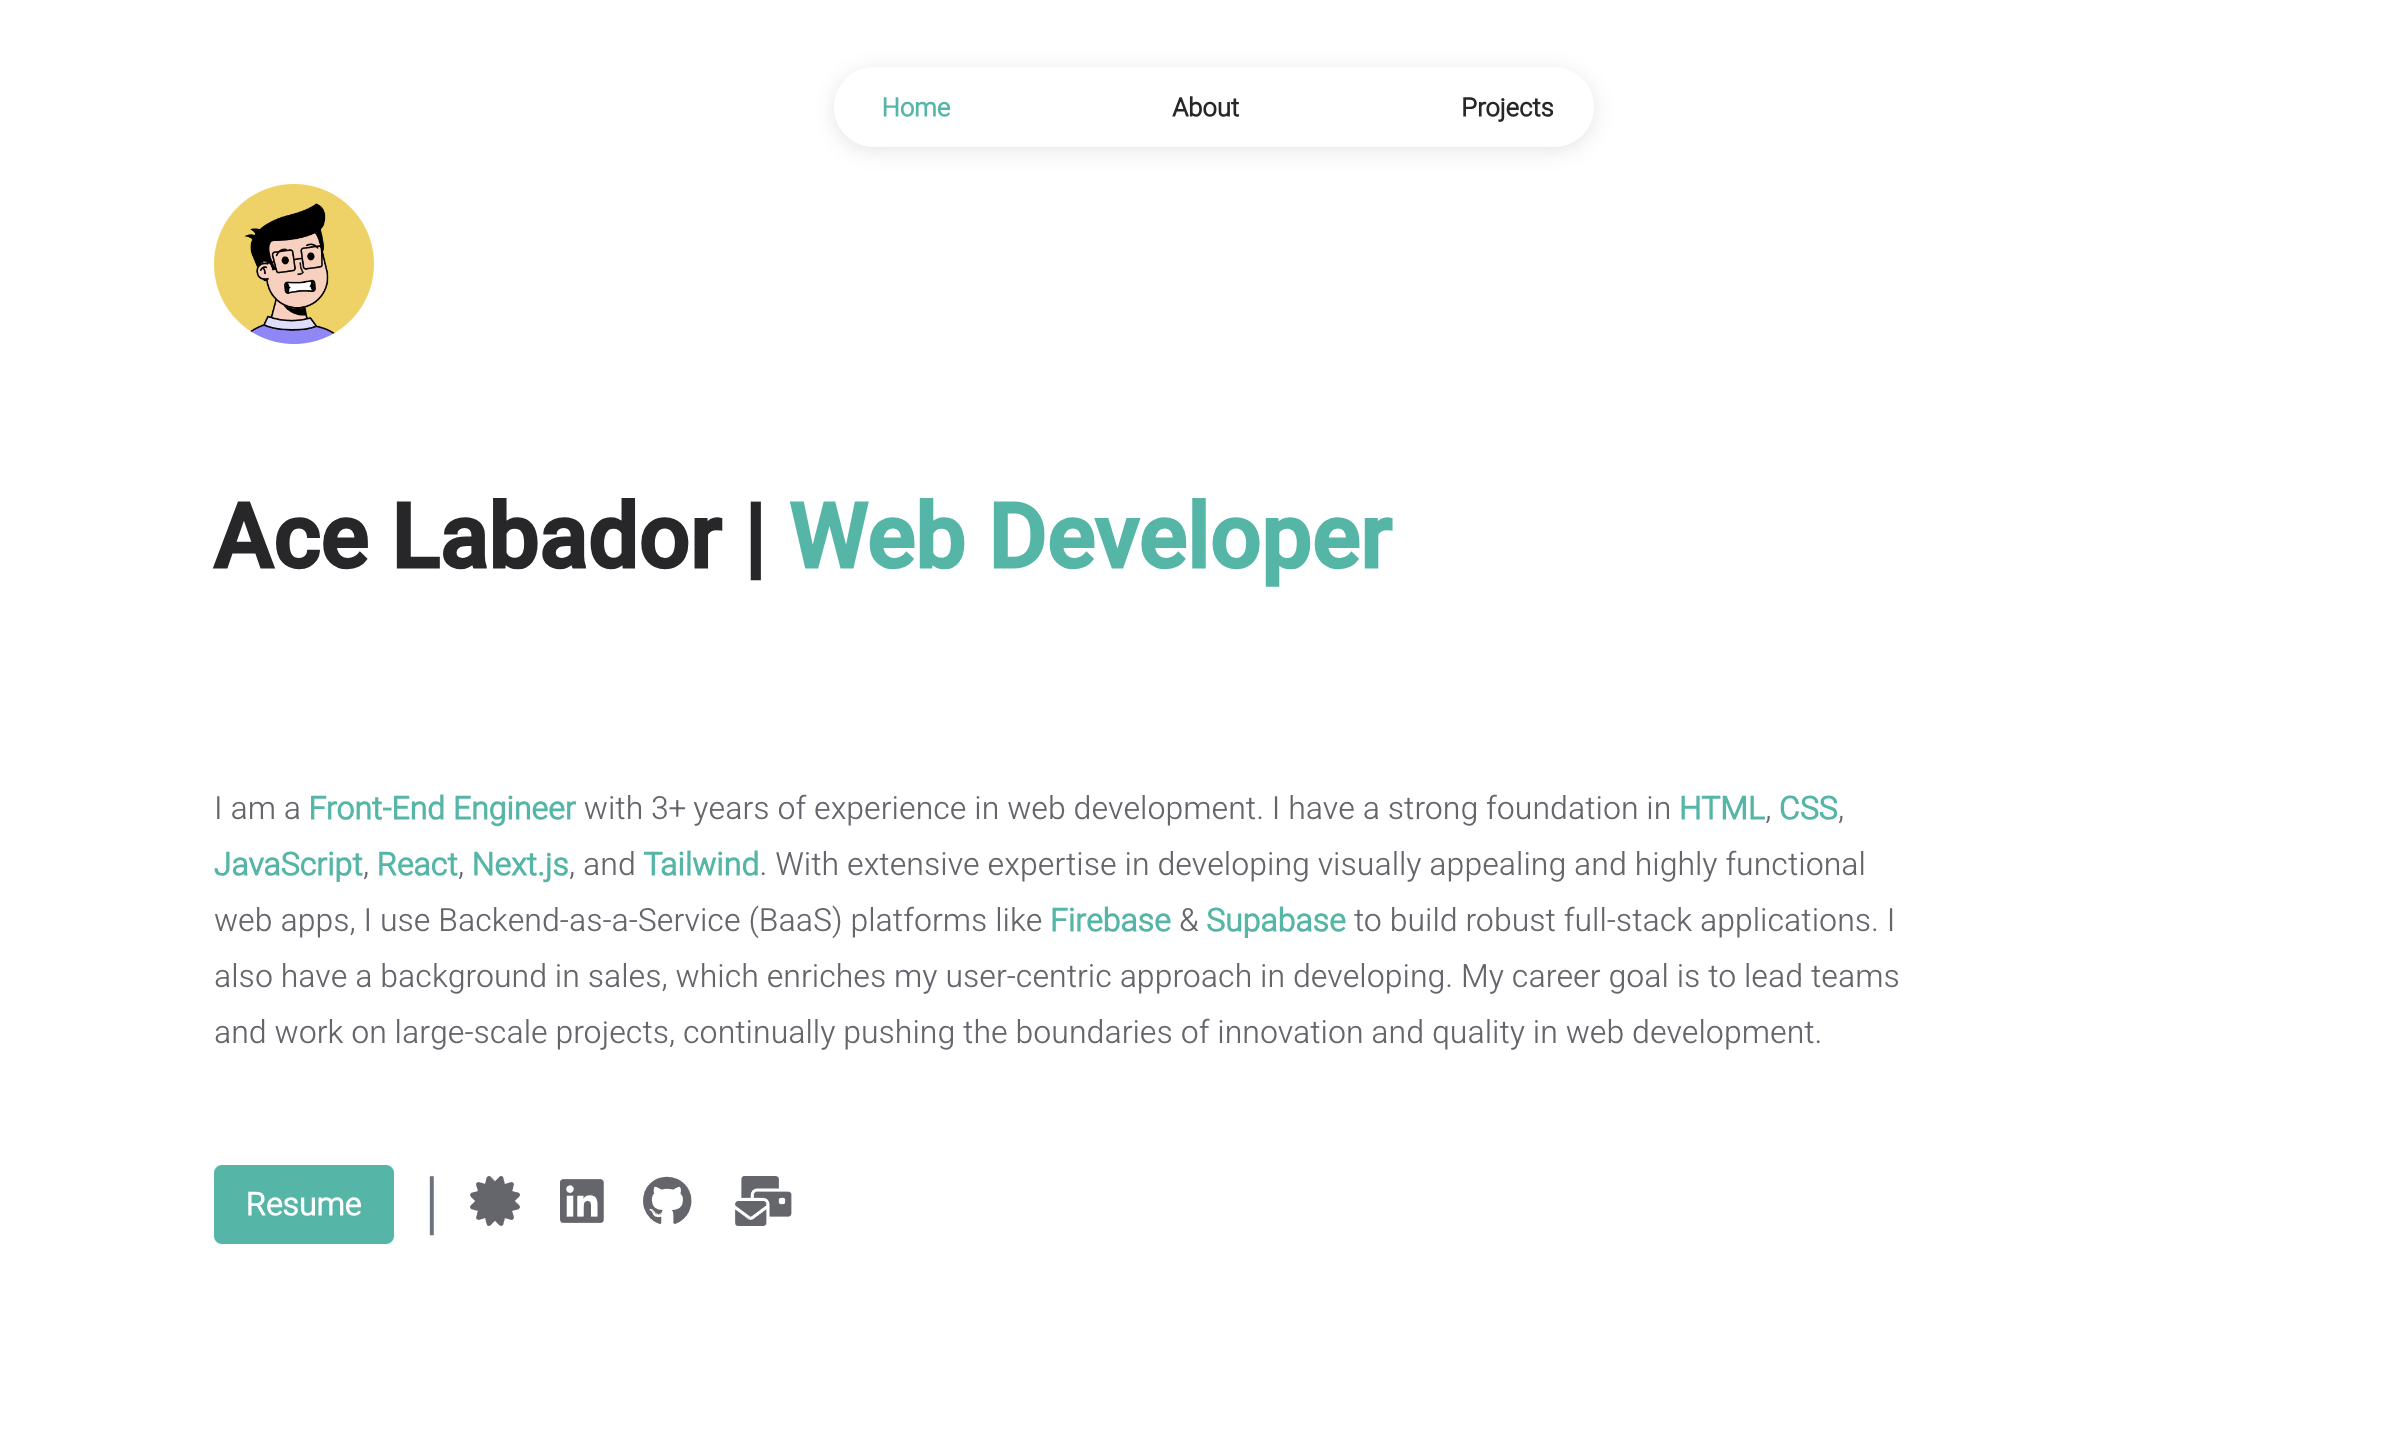 Home About Projects
Ace Labador | Web Developer
I am a Front-End Engineer with 3+ years of experience in web development. I have a strong foundation in HTML, CSS,
JavaScript, React, Next.js, and Tailwind. With extensive expertise in developing visually appealing and highly functional
web apps, I use Backend-as-a-Service (BaaS) platforms like Firebase & Supabase to build robust full-stack applications. I
also have a background in sales, which enriches my user-centric approach in developing. My career goal is to lead teams
and work on large-scale projects, continually pushing the boundaries of innovation and quality in web development.
Resume |